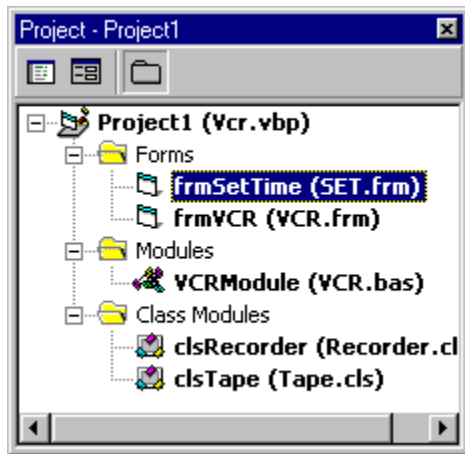 Project - Project1
Project1 (Vcr.vbp)
Forms
frmSetTime (SET.frm)
frmVCR (VCR.frm)
Modules
VCRModule (VCR.bas)
Class Modules
clsRecorder (Recorder.cl
clsTape (Tape.cls)